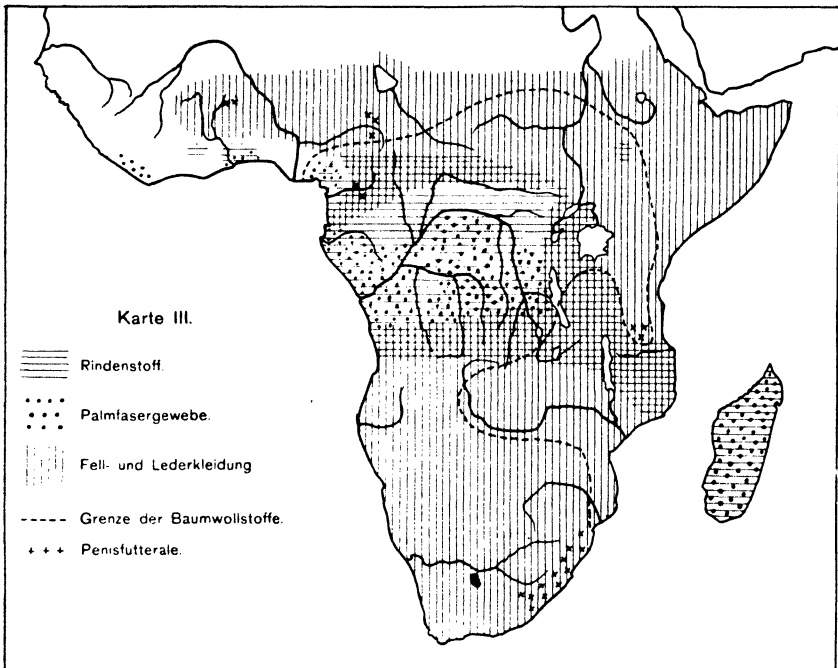 Karte III.
Rindenstoff.
Palmfasergewebe.
Fell- und Lederkleidung
Grenze der Baumwollstoffe.
Penisfutterale.